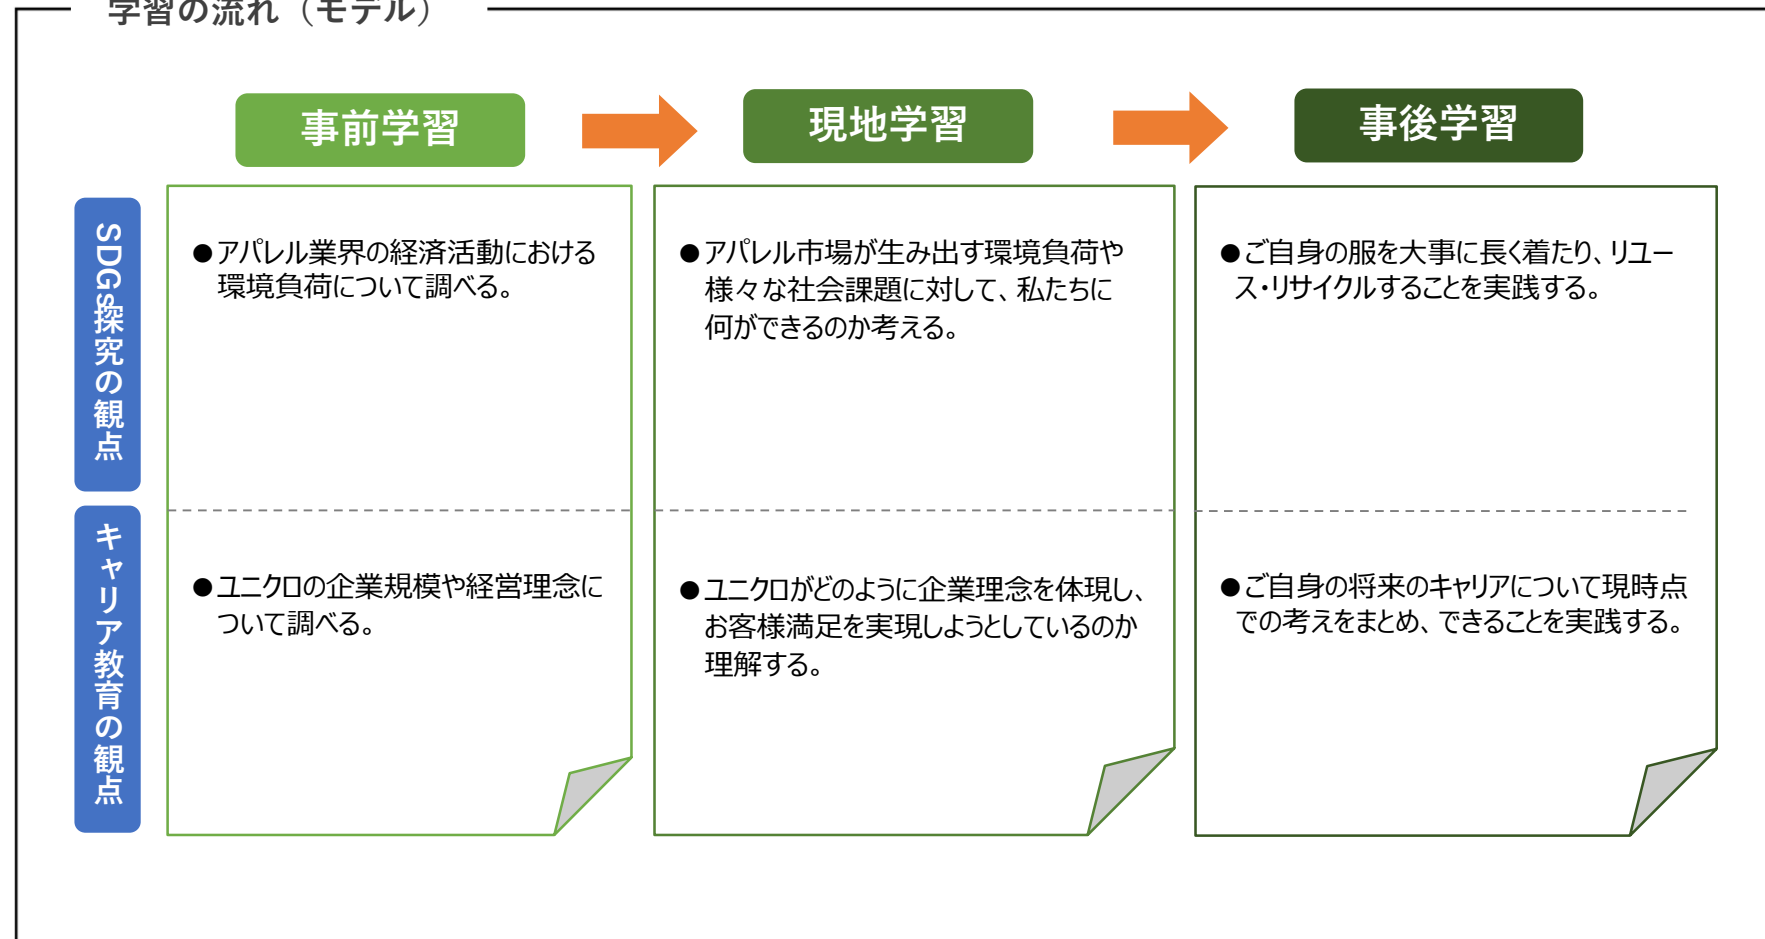 学習の流れ（モデル）
事前学習
現地学習
事後学習
SDGs探究の観点
●アパレル業界の経済活動における
環境負荷について調べる。
●アパレル市場が生み出す環境負荷や
様々な社会課題に対して、私たちに
何ができるのか考える。
●ご自身の服を大事に長く着たり、リユー
ス・リサイクルすることを実践する。
キャリア教育の観点
●ユニクロの企業規模や経営理念に
ついて調べる。
●ユニクロがどのように企業理念を体現し、
お客様満足を実現しようとしているのか
理解する。
●ご自身の将来のキャリアについて現時点
での考えをまとめ、できることを実践する。